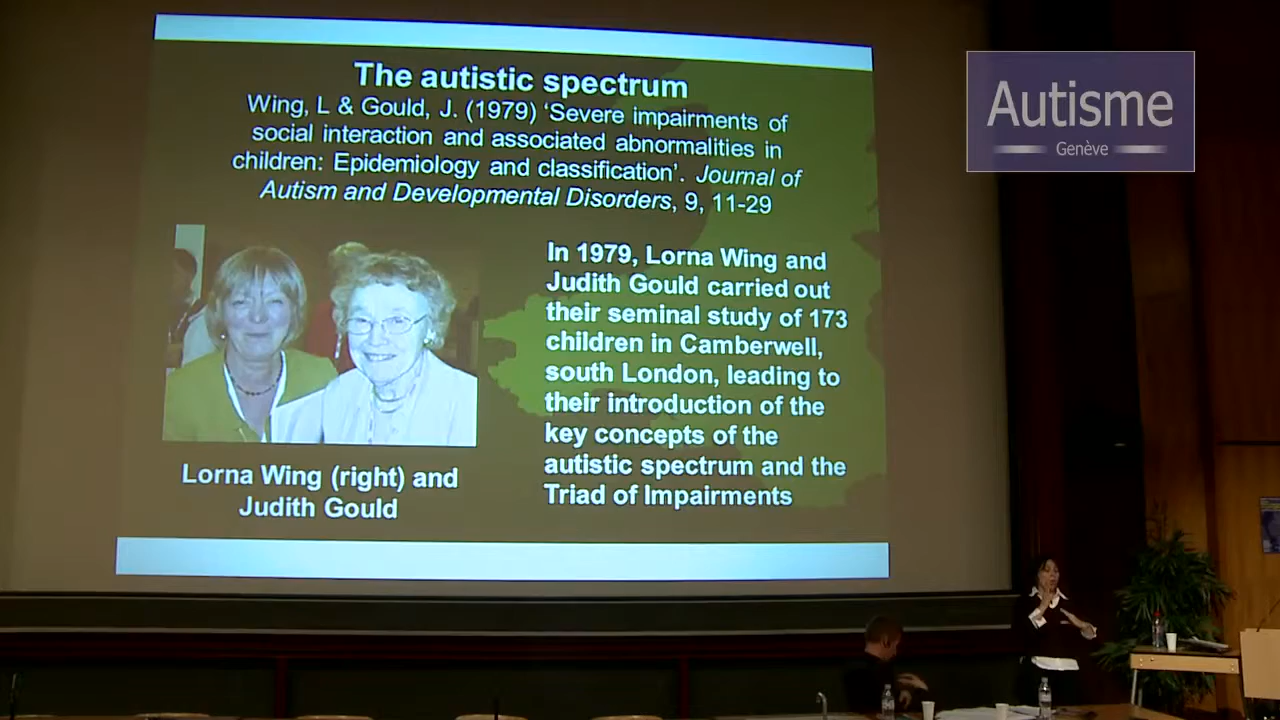 The autistic spectrum
Wing, L & Gould, J. (1979) ‘Severe impairments of
social interaction and associated abnormalities in
children: Epidemiology and classification’. Journal of
Autism and Developmental Disorders, 9, 11-29
In 1979, Lorna Wing and
Judith Gould carried out
their seminal study of 173
children in Camberwell,
south London, leading to
their introduction of the
key concepts of the
autistic spectrum and the
Triad of Impairments
Lorna Wing (right) and
Judith Gould
Autisme
Genève